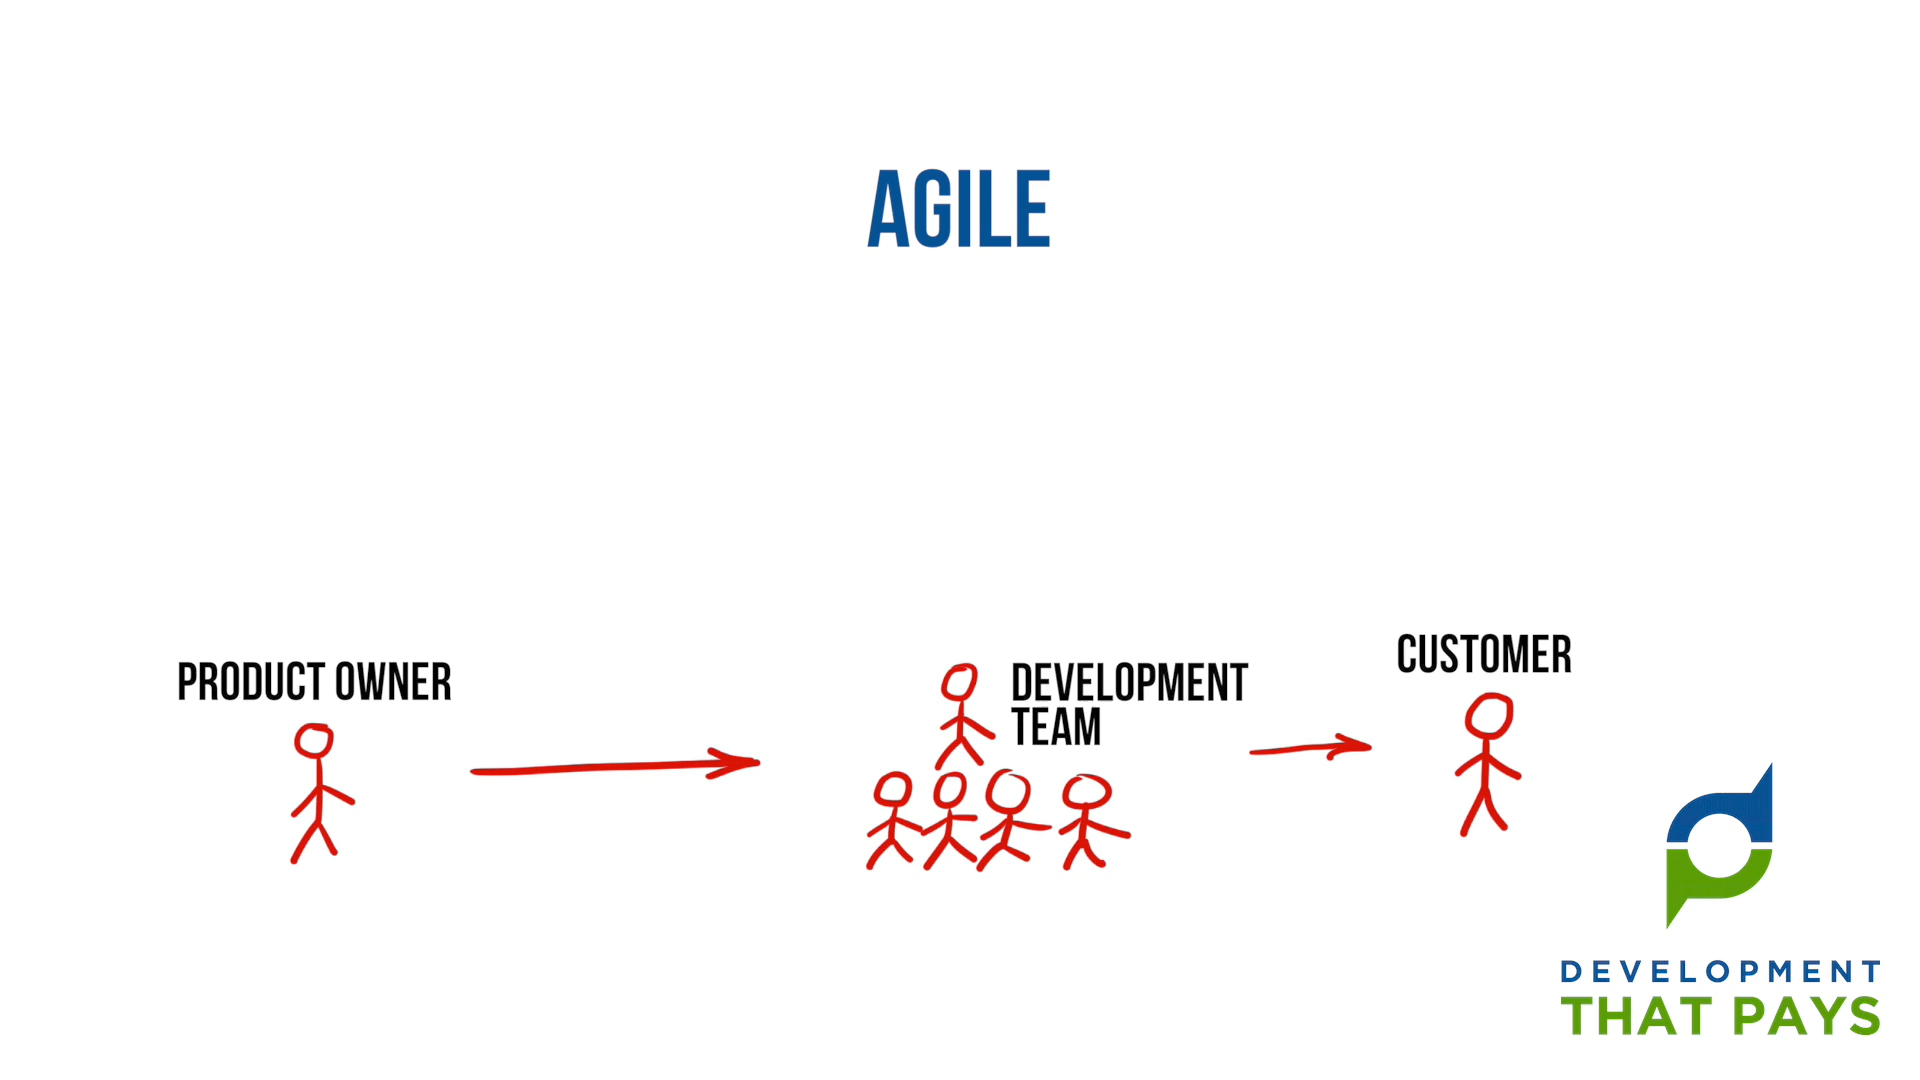 AGILE
PRODUCT OWNER
DEVELOPMENT
TEAM
CUSTOMER
DEVELOPMENT
THAT PAYS